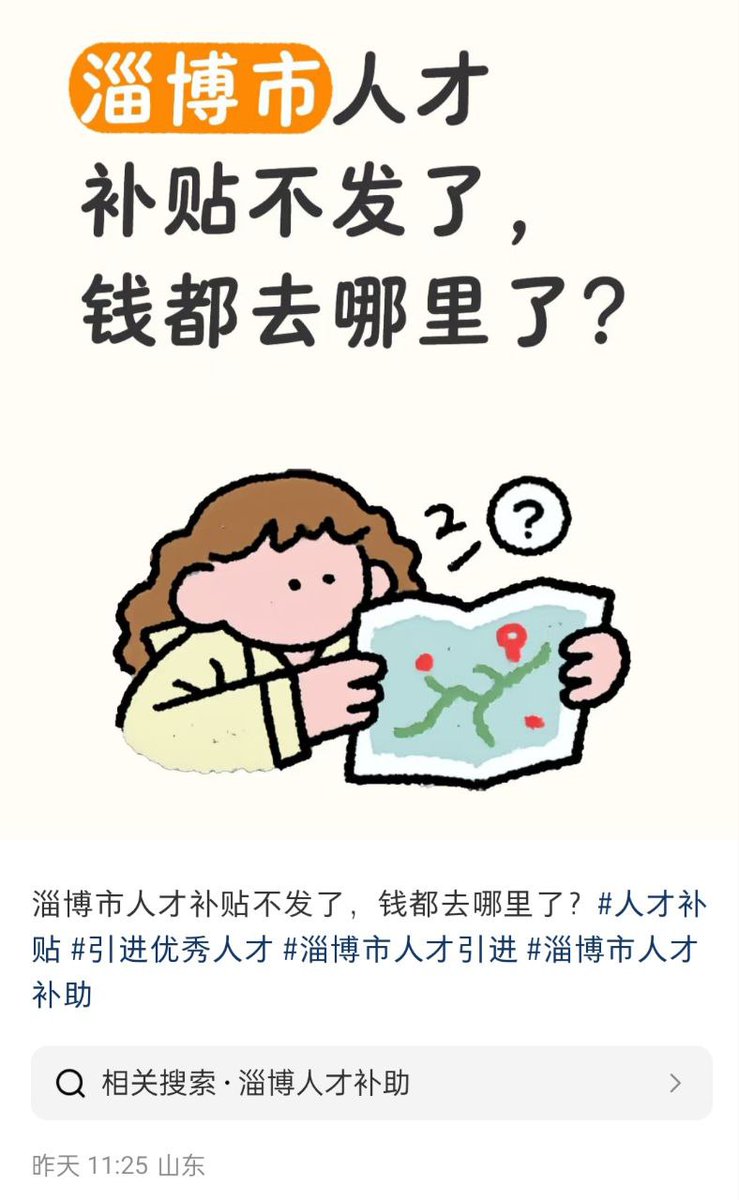 淄博市人才
补贴不发了，
钱都去哪里了？
?
淄博市人才补贴不发了，钱都去哪里了？#人才补
贴 #引进优秀人才 #淄博市人才引进 #淄博市人才
补助
相关搜索·淄博人才补助
昨天 11:25 山东